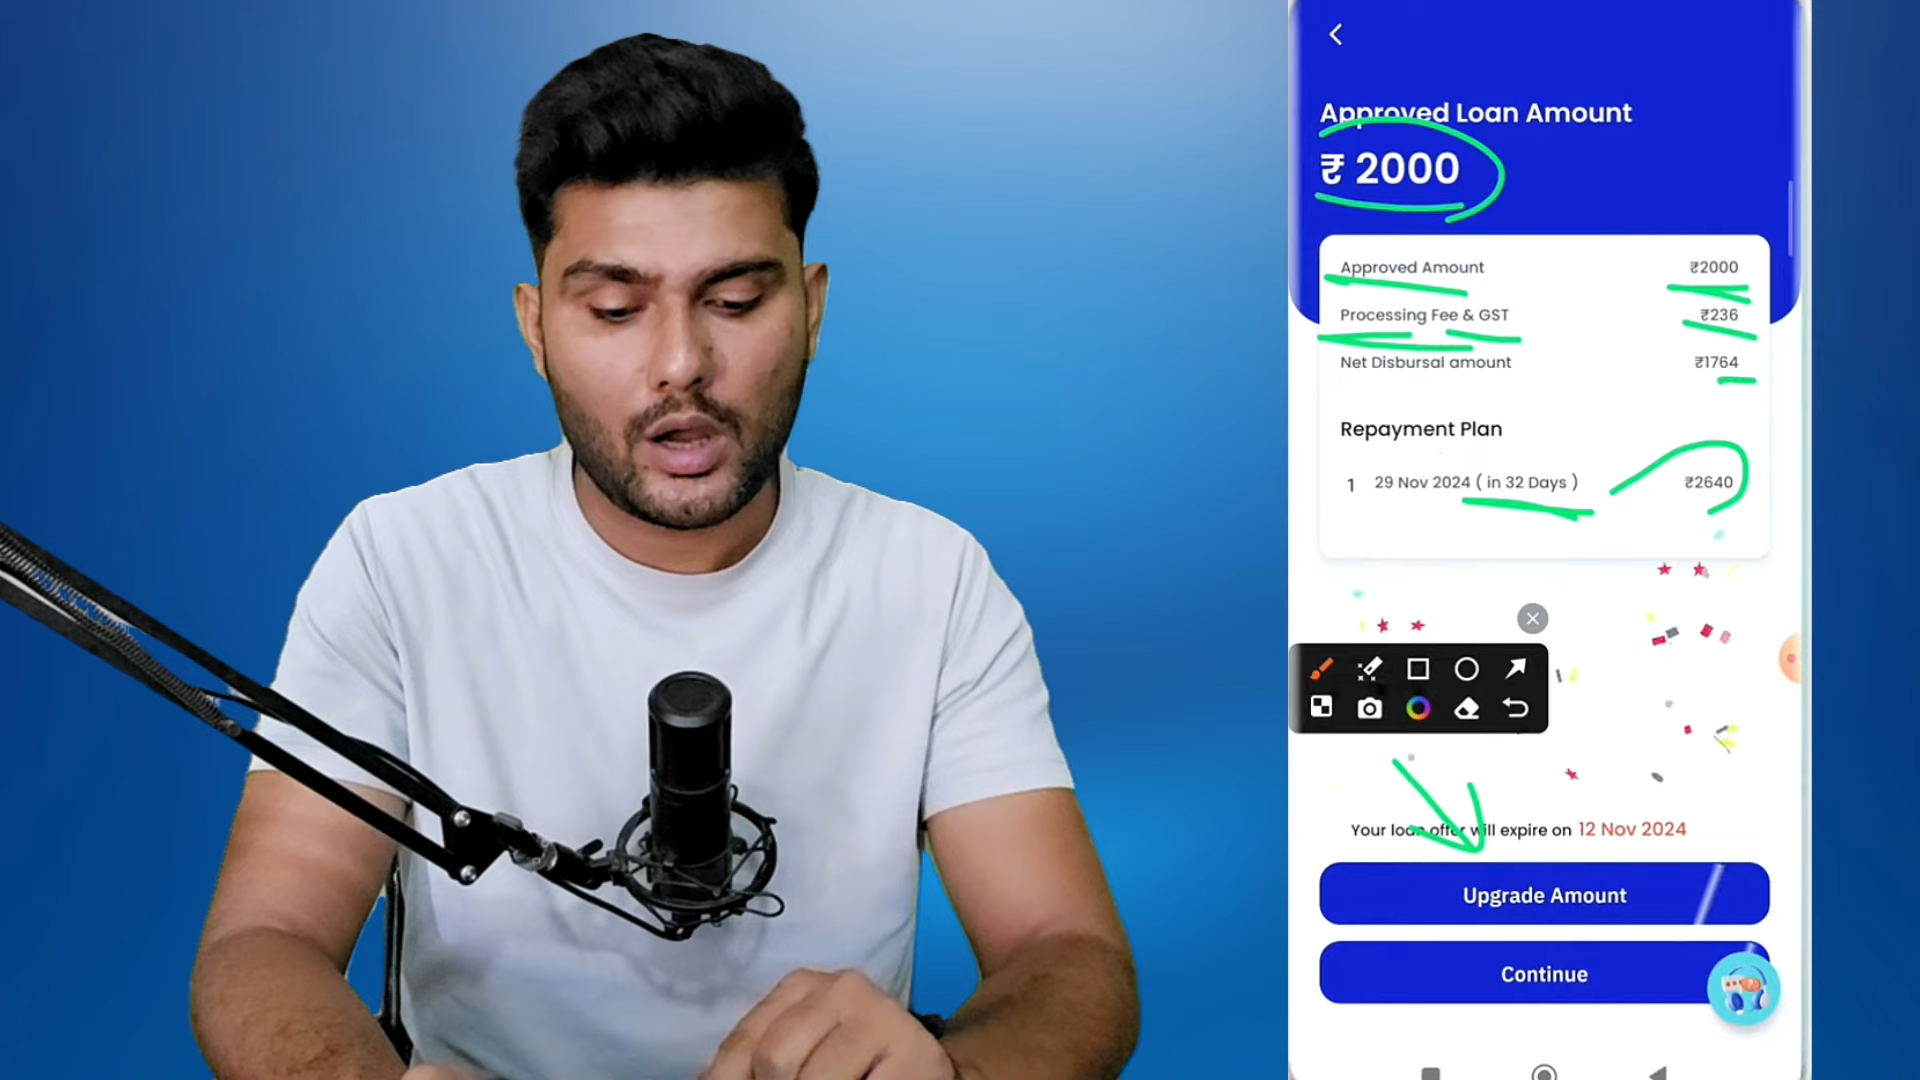 Approved Loan Amount
₹ 2000
Approved Amount ₹2000
Processing Fee & GST ₹236
Net Disbursal amount ₹1764
Repayment Plan
1 29 Nov 2024 ( in 32 Days ) ₹2640
Your loan offer will expire on 12 Nov 2024
Upgrade Amount
Continue